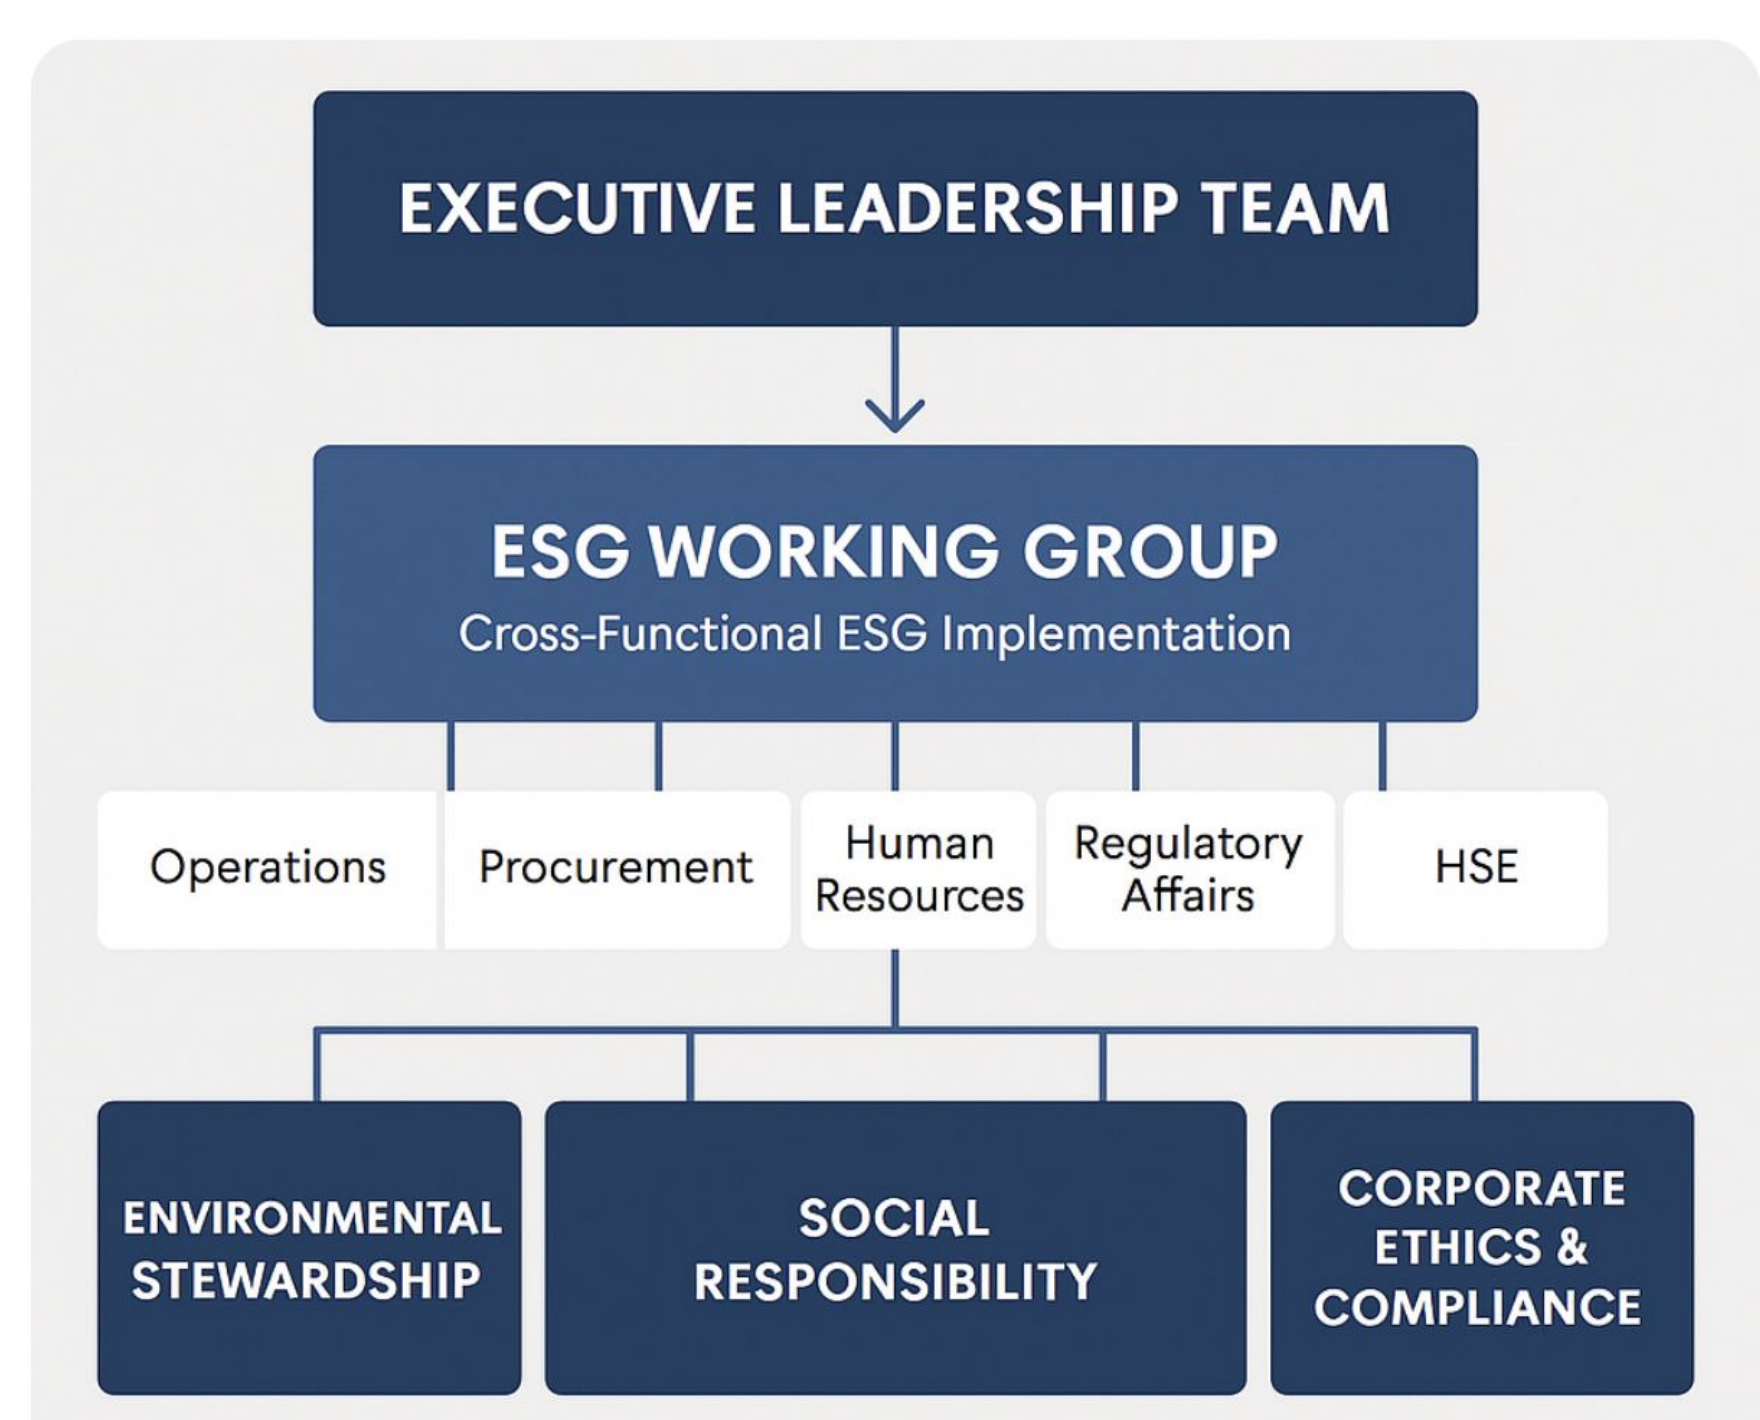 EXECUTIVE LEADERSHIP TEAM
ESG WORKING GROUP
Cross-Functional ESG Implementation
Operations
Procurement
Human
Resources
Regulatory
Affairs
HSE
ENVIRONMENTAL
STEWARDSHIP
SOCIAL
RESPONSIBILITY
CORPORATE
ETHICS &
COMPLIANCE